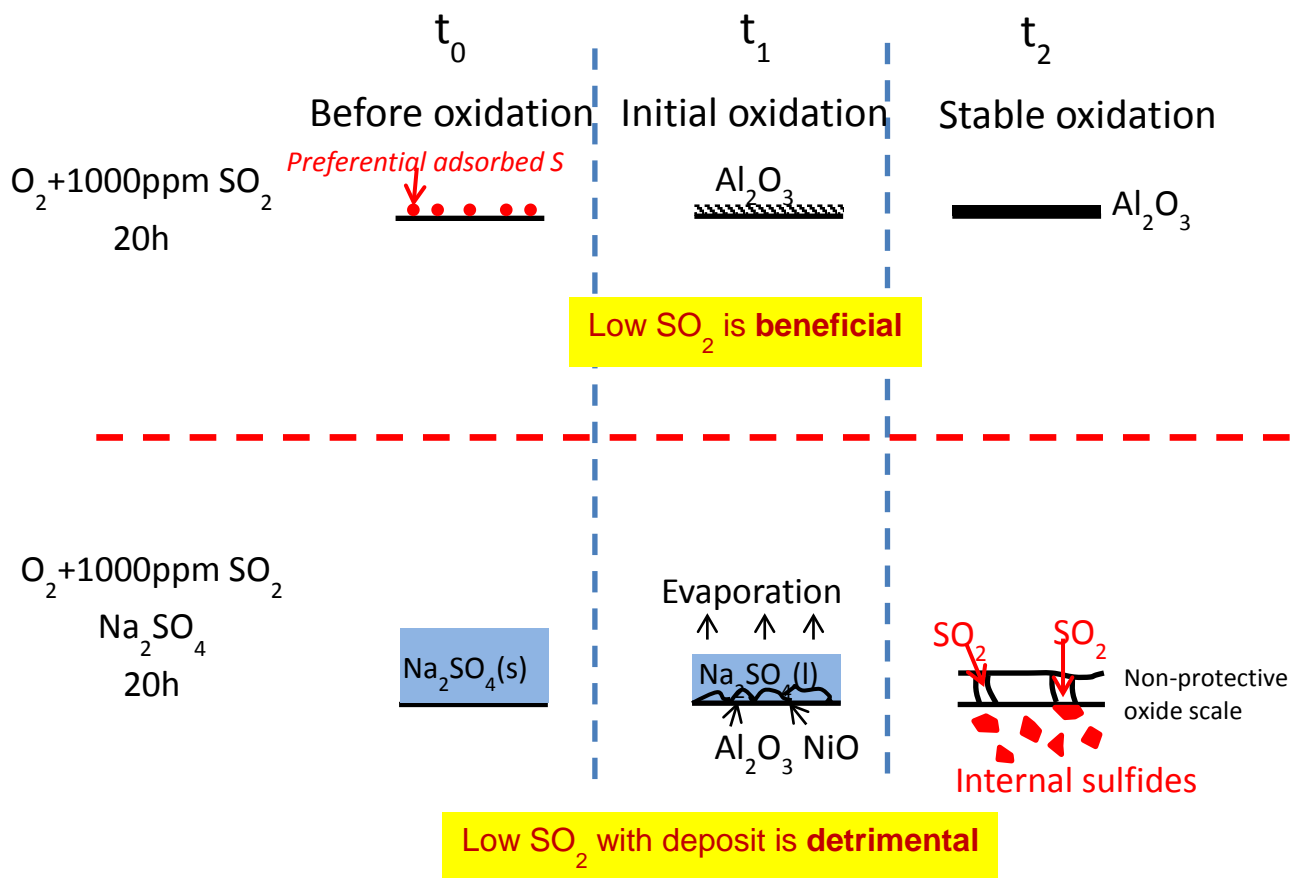 t₀
t₁
t₂
Before oxidation
Initial oxidation
Stable oxidation
O₂+1000ppm SO₂
20h
Preferential adsorbed S
Al₂O₃
Al₂O₃
Low SO₂ is beneficial
O₂+1000ppm SO₂
Na₂SO₄
20h
Na₂SO₄(s)
Evaporation
Na₂SO₄(l)
Al₂O₃ NiO
SO₂
SO₂
Non-protective
oxide scale
Internal sulfides
Low SO₂ with deposit is detrimental